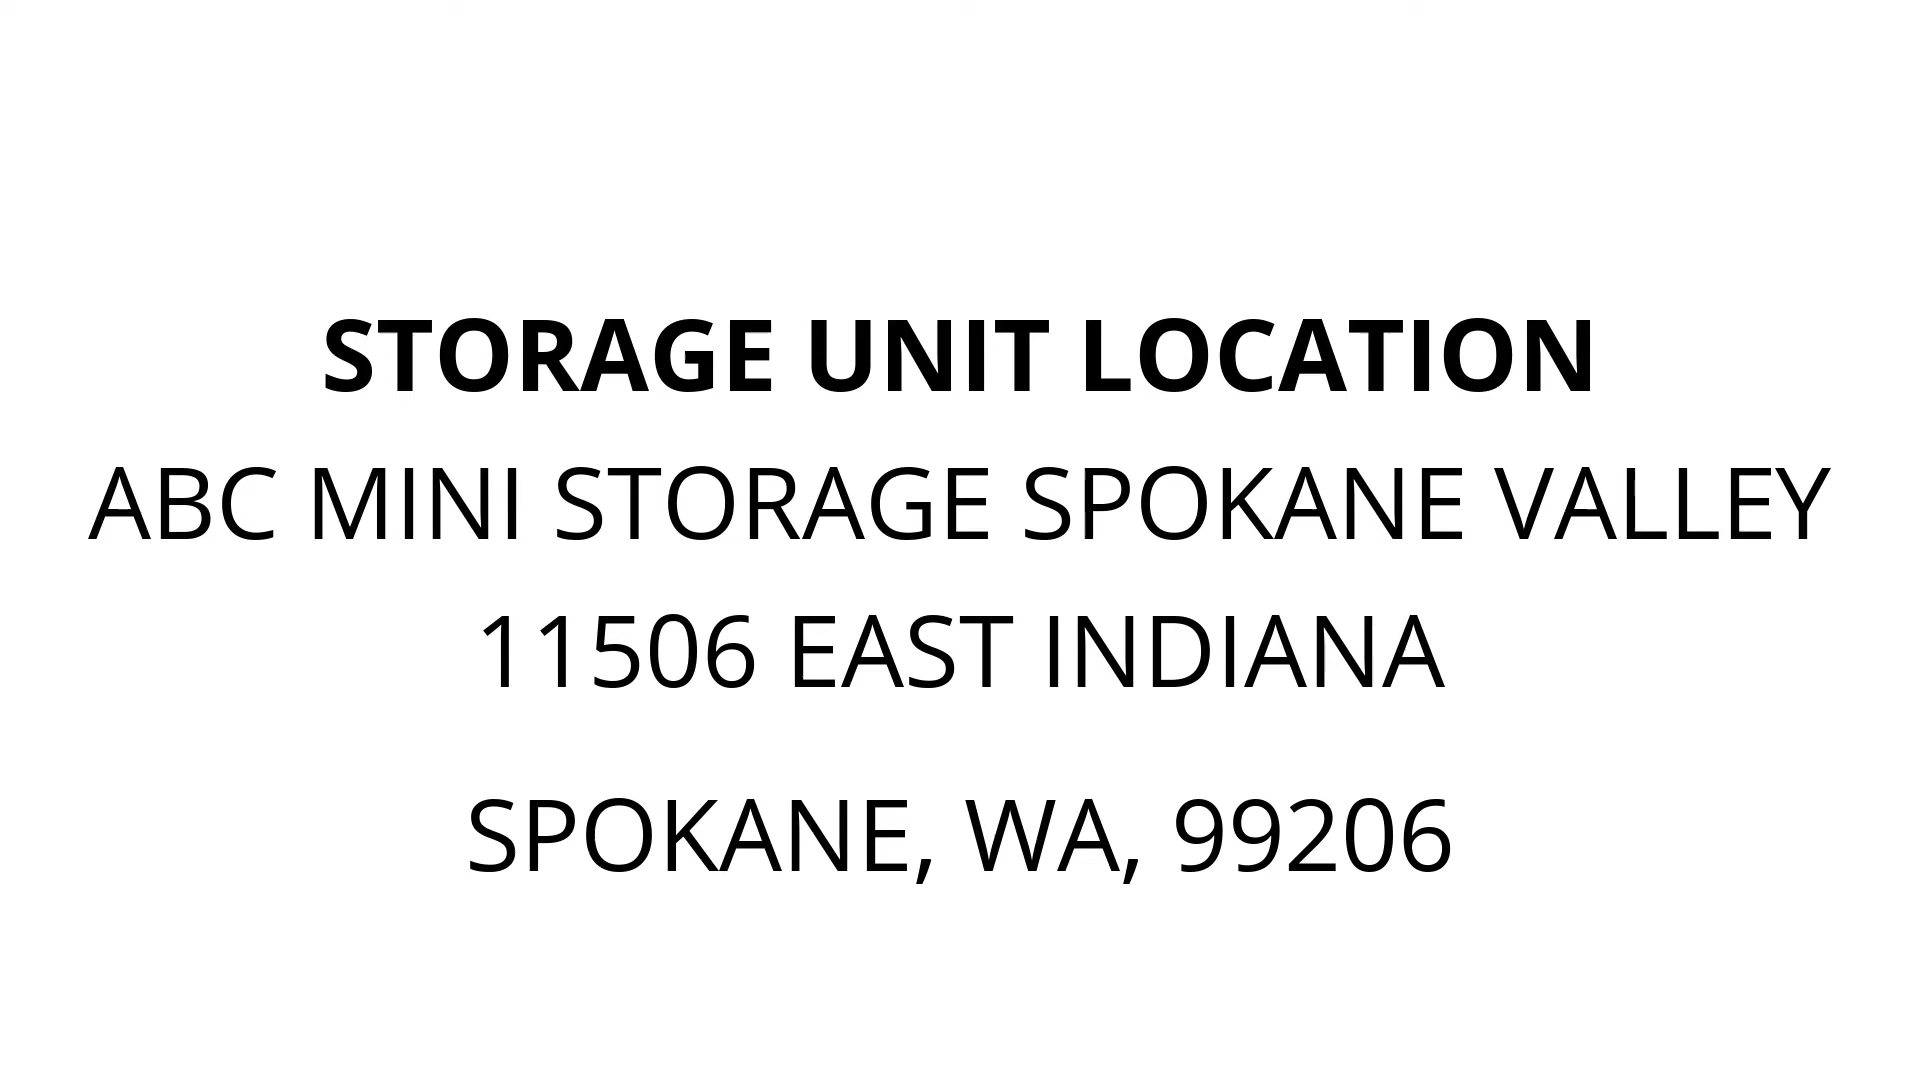 STORAGE UNIT LOCATION
ABC MINI STORAGE SPOKANE VALLEY
11506 EAST INDIANA
SPOKANE, WA, 99206